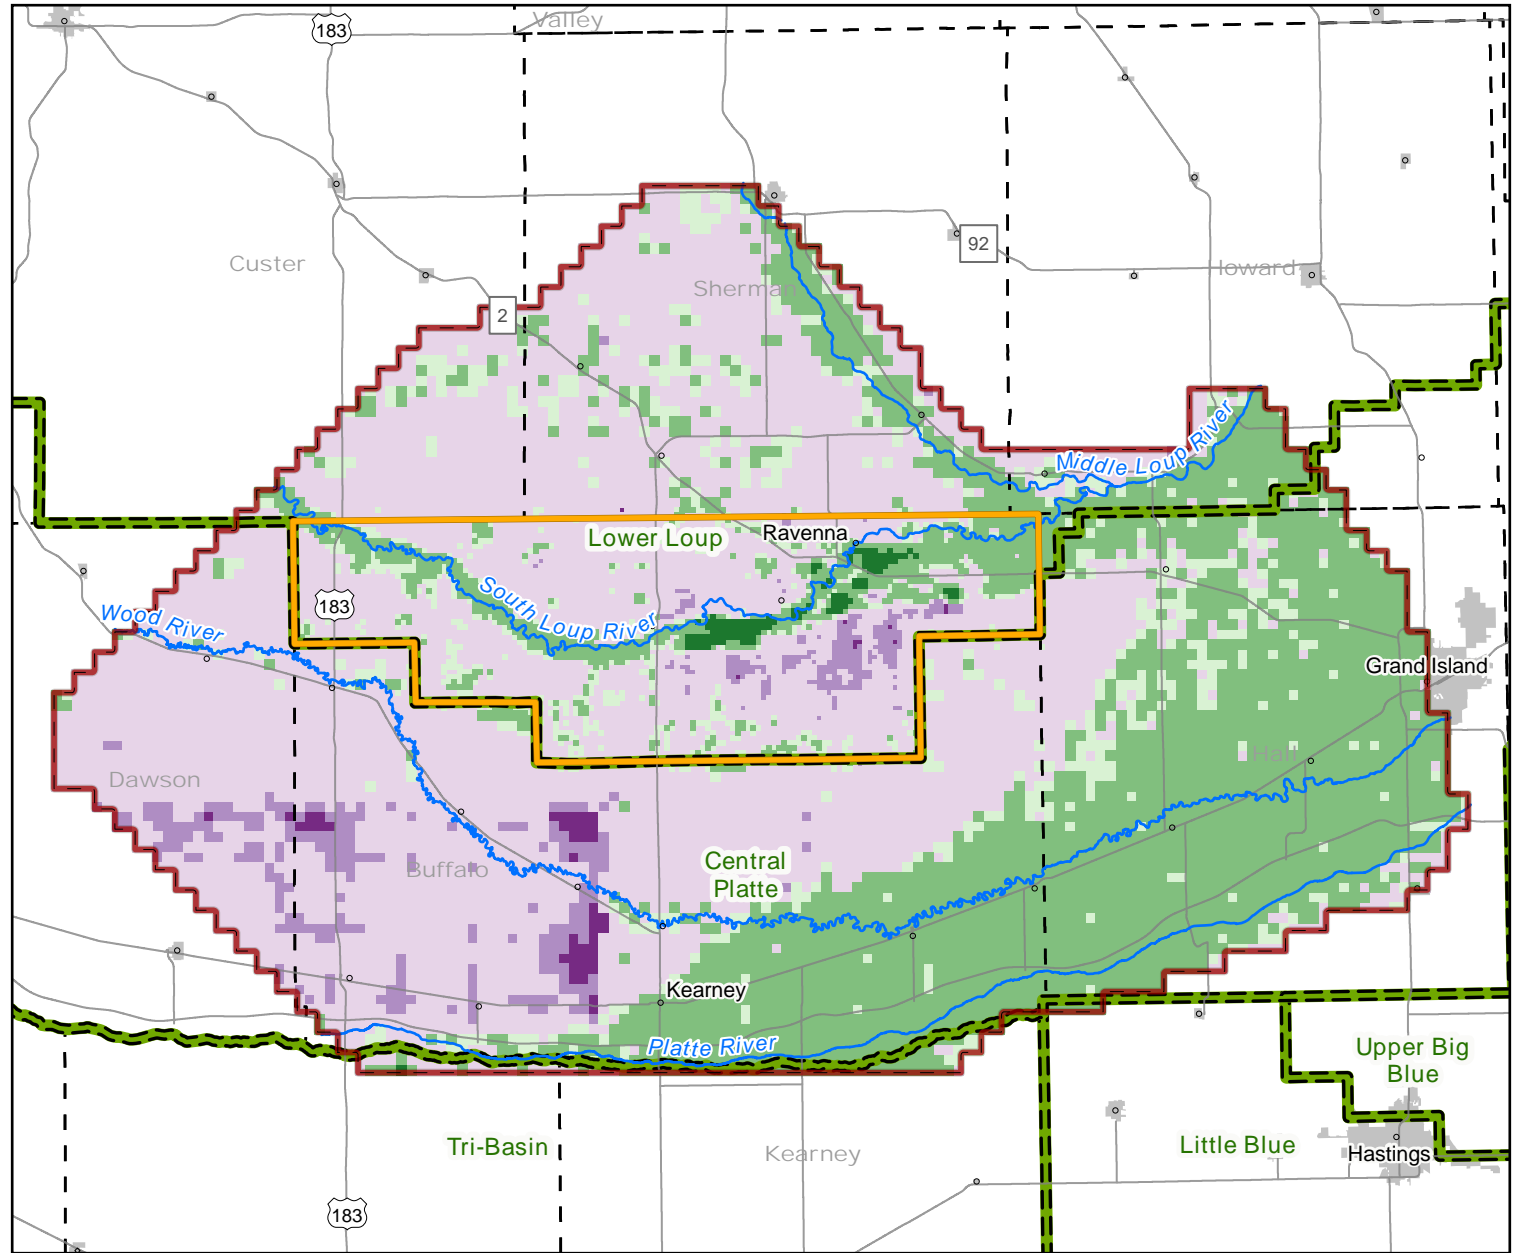 Valley
183
92
Custer
Howard
Sherman
2
Middle Loup River
Lower Loup
Ravenna
183
South Loup River
Wood River
Grand Island
Hall
Dawson
Central
Platte
Buffalo
Kearney
Platte River
Upper Big
Blue
Tri-Basin
Kearney
Little Blue
Hastings
183